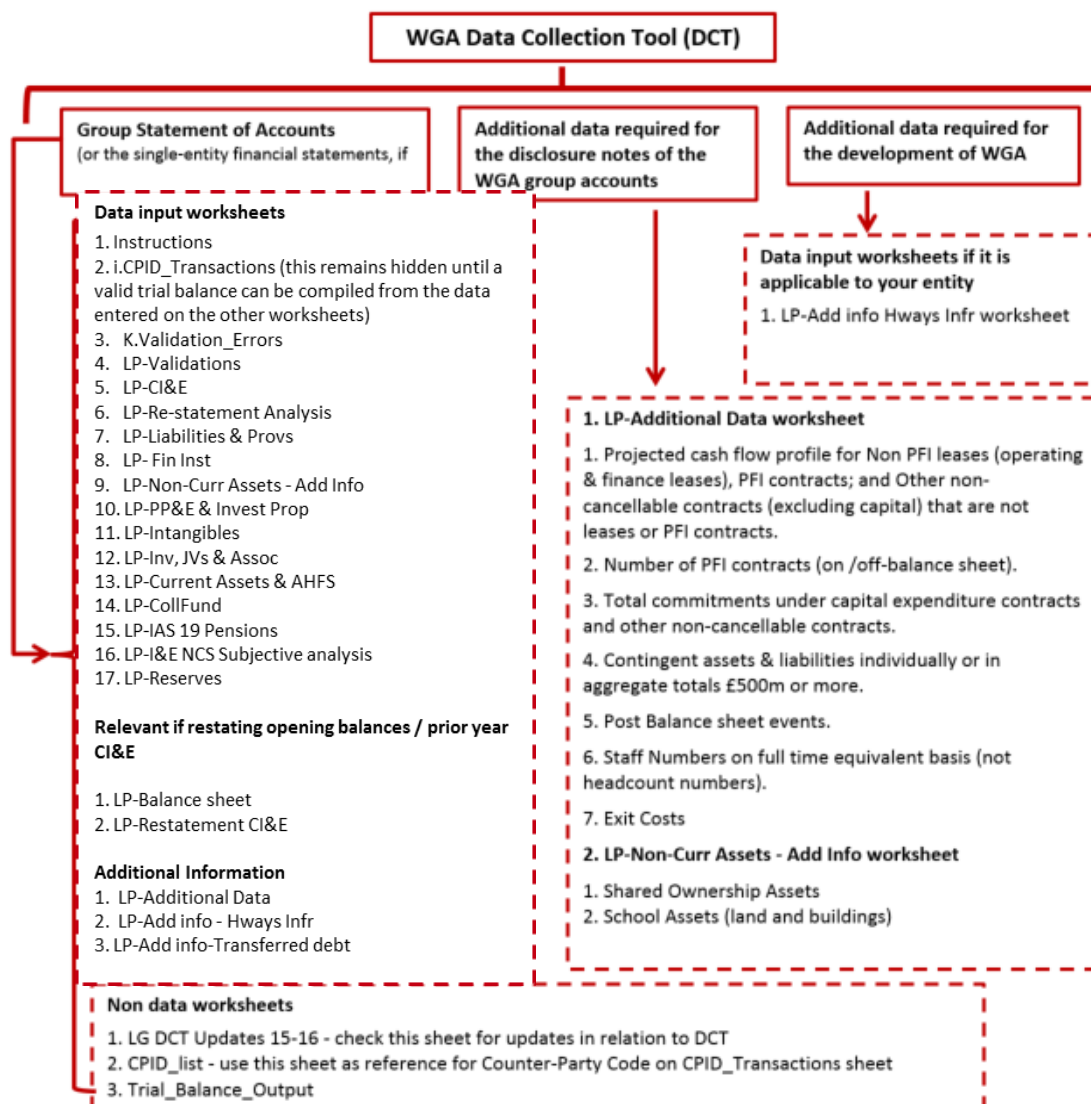 WGA Data Collection Tool (DCT)
Group Statement of Accounts
(or the single-entity financial statements, if
Additional data required for
the disclosure notes of the
WGA group accounts
Additional data required for
the development of WGA
Data input worksheets
1. Instructions
2. i.CPID_Transactions (this remains hidden until a
valid trial balance can be compiled from the data
entered on the other worksheets)
3. K.Validation_Errors
4. LP-Validations
5. LP-CI&E
6. LP-Re-statement Analysis
7. LP-Liabilities & Provs
8. LP- Fin Inst
9. LP-Non-Curr Assets - Add Info
10. LP-PP&E & Invest Prop
11. LP-Intangibles
12. LP-Inv, JVs & Assoc
13. LP-Current Assets & AHFS
14. LP-CollFund
15. LP-IAS 19 Pensions
16. LP-I&E NCS Subjective analysis
17. LP-Reserves
Relevant if restating opening balances / prior year
CI&E
1. LP-Balance sheet
2. LP-Restatement CI&E
Additional Information
1. LP-Additional Data
2. LP-Add info - Hways Infr
3. LP-Add info-Transferred debt
Data input worksheets if it is
applicable to your entity
1. LP-Add info Hways Infr worksheet
1. LP-Additional Data worksheet
1. Projected cash flow profile for Non PFI leases (operating
& finance leases), PFI contracts; and Other non-
cancellable contracts (excluding capital) that are not
leases or PFI contracts.
2. Number of PFI contracts (on /off-balance sheet).
3. Total commitments under capital expenditure contracts
and other non-cancellable contracts.
4. Contingent assets & liabilities individually or in
aggregate totals £500m or more.
5. Post Balance sheet events.
6. Staff Numbers on full time equivalent basis (not
headcount numbers).
7. Exit Costs
2. LP-Non-Curr Assets - Add Info worksheet
1. Shared Ownership Assets
2. School Assets (land and buildings)
Non data worksheets
1. LG DCT Updates 15-16 - check this sheet for updates in relation to DCT
2. CPID_list - use this sheet as reference for Counter-Party Code on CPID_Transactions sheet
3. Trial_Balance_Output